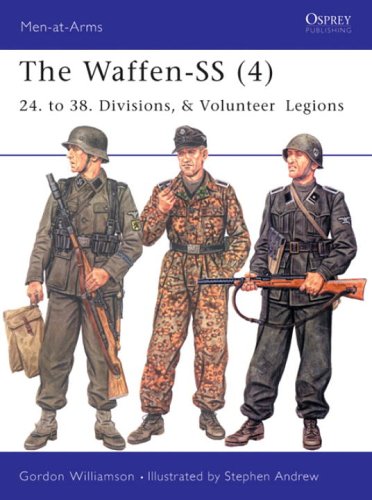 Men-at-Arms
OSPREY
PUBLISHING
The Waffen-SS (4)
24. to 38. Divisions, & Volunteer Legions
Gordon Williamson • Illustrated by Stephen Andrew